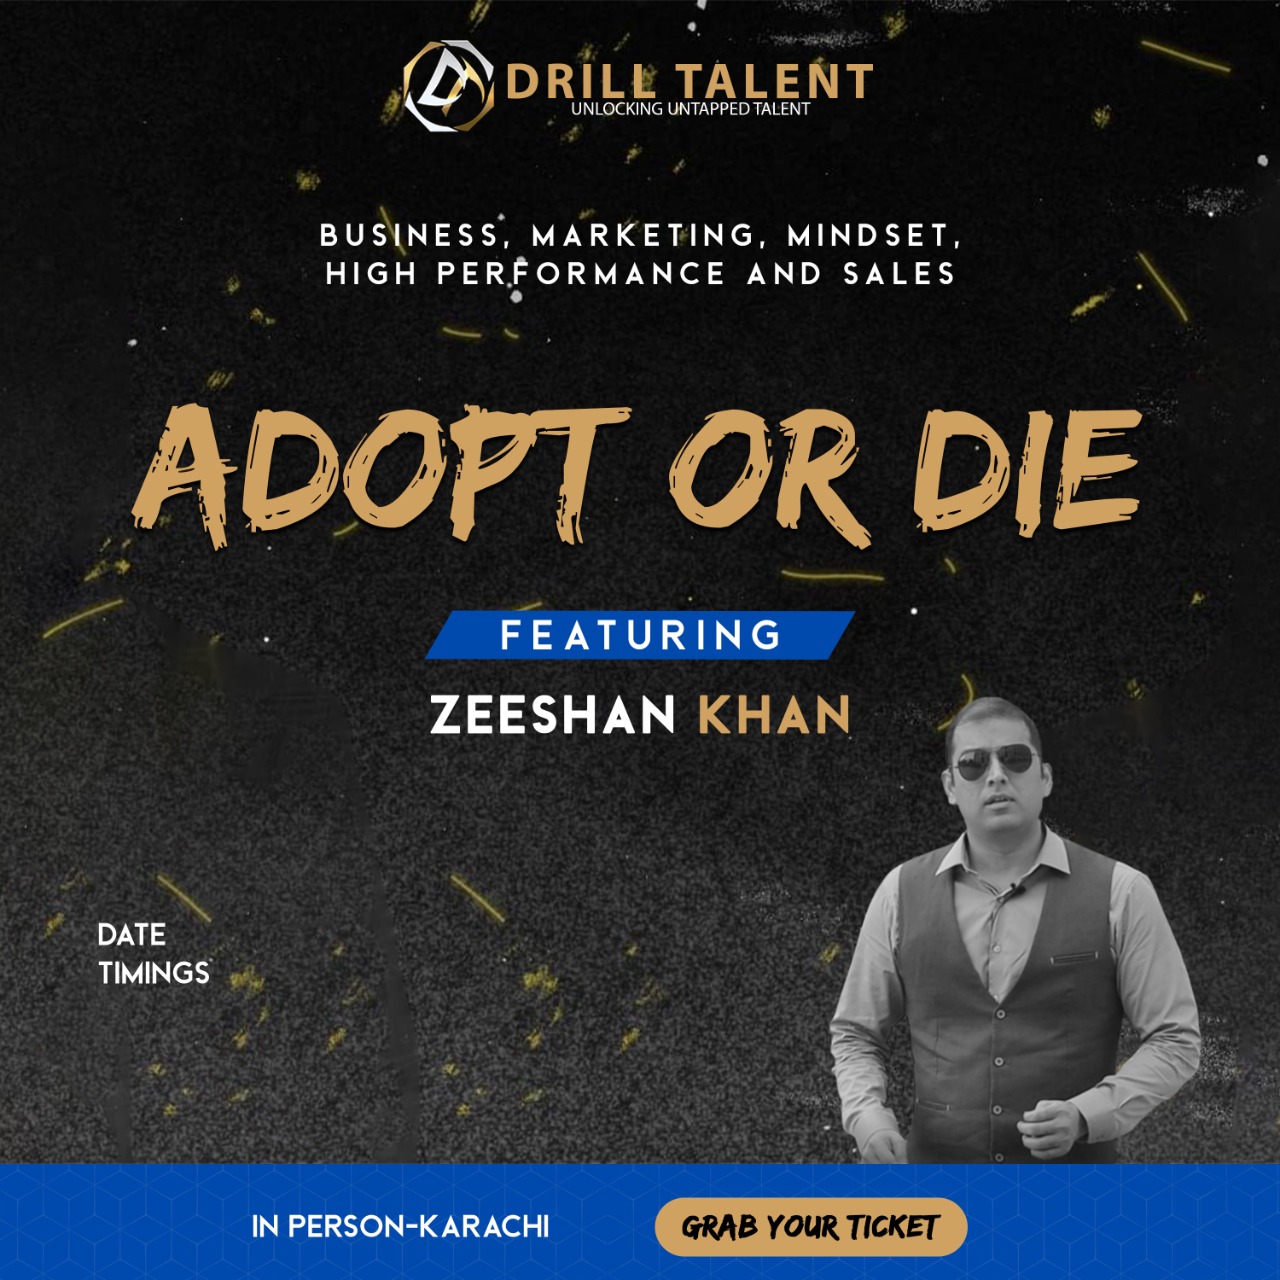 DRILL TALENT
UNLOCKING UNTAPPED TALENT
BUSINESS, MARKETING, MINDSET,
HIGH PERFORMANCE AND SALES
ADOPT OR DIE
FEATURING
ZEESHAN KHAN
DATE
TIMINGS
IN PERSON-KARACHI
GRAB YOUR TICKET